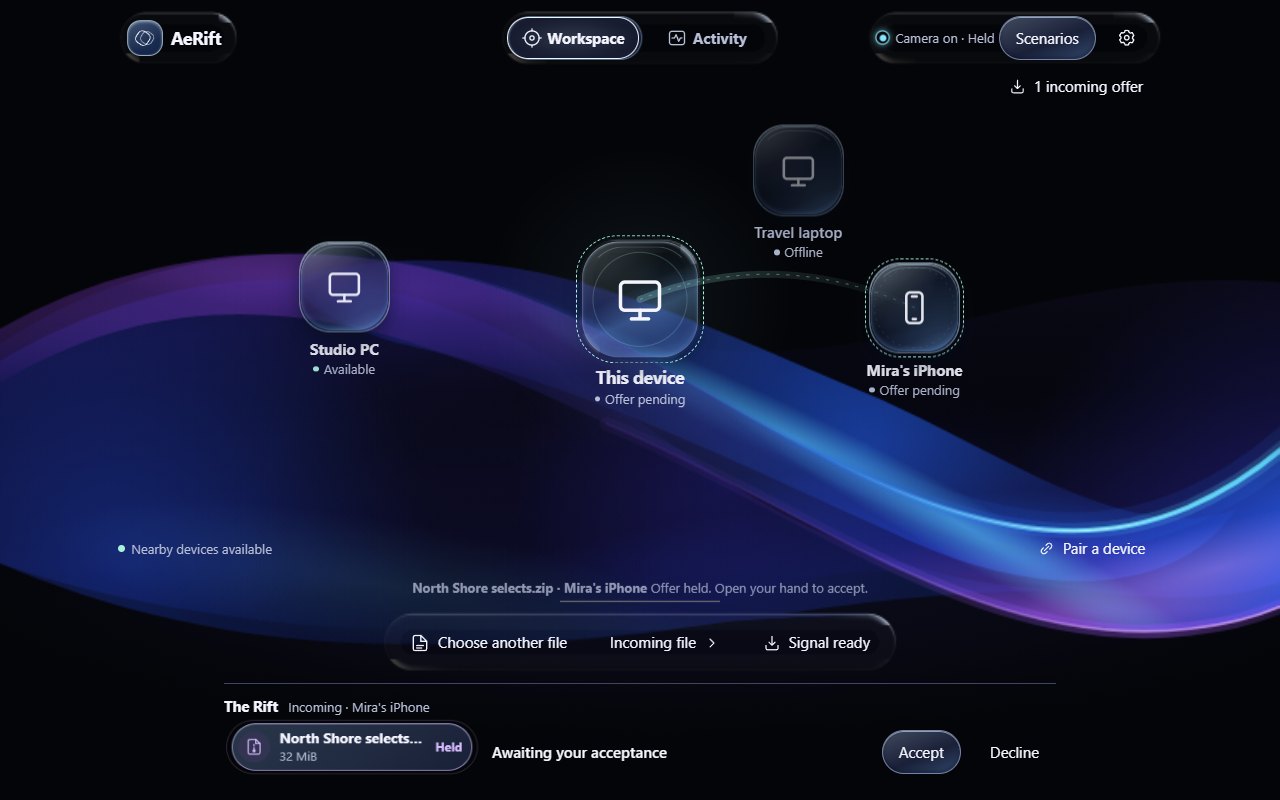 AeRift
Workspace
Activity
Camera on · Held
Scenarios
1 incoming offer
Travel laptop
Offline
Studio PC
Available
This device
Offer pending
Mira's iPhone
Offer pending
Nearby devices available
Pair a device
North Shore selects.zip · Mira's iPhone Offer held. Open your hand to accept.
Choose another file
Incoming file
Signal ready
The Rift Incoming · Mira's iPhone
North Shore selects...
32 MiB
Held
Awaiting your acceptance
Accept
Decline